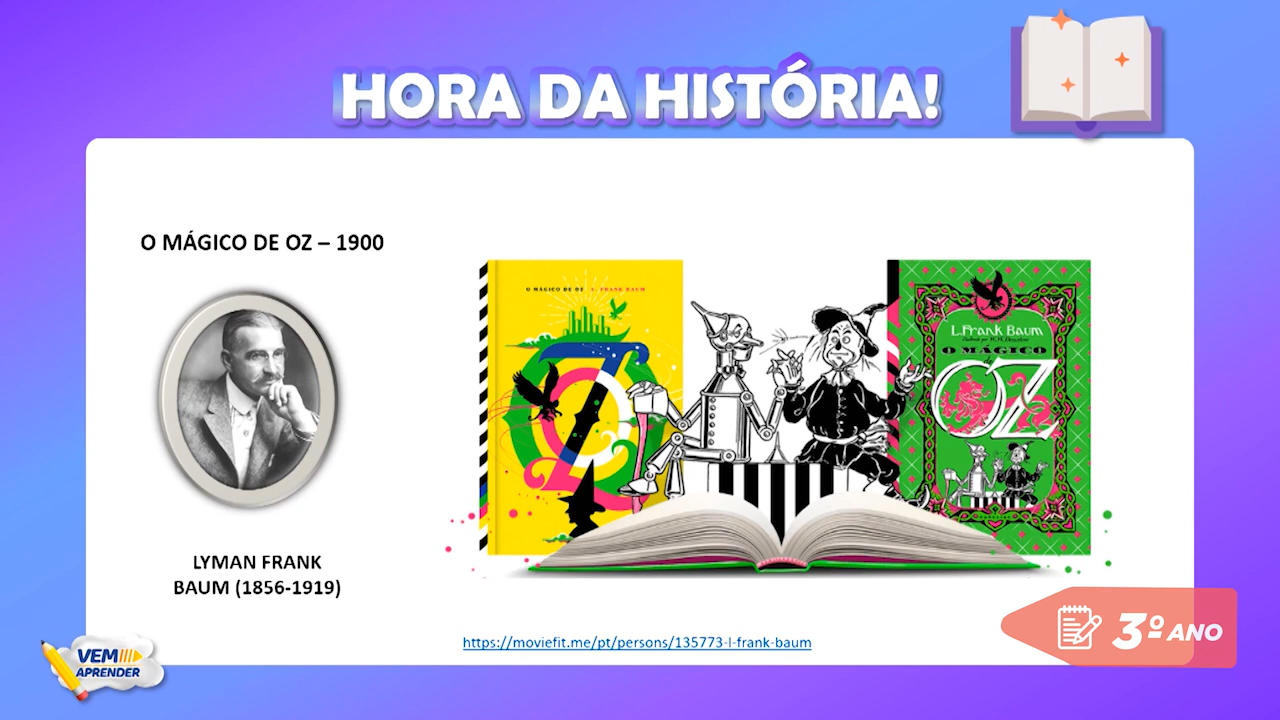 HORA DA HISTÓRIA!
O MÁGICO DE OZ – 1900
O MÁGICO DE OZ L. FRANK BAUM
L. Frank Baum
O MÁGICO
de
OZ
LYMAN FRANK
BAUM (1856-1919)
https://moviefit.me/pt/persons/135773-l-frank-baum
3º ANO
VEM
APRENDER